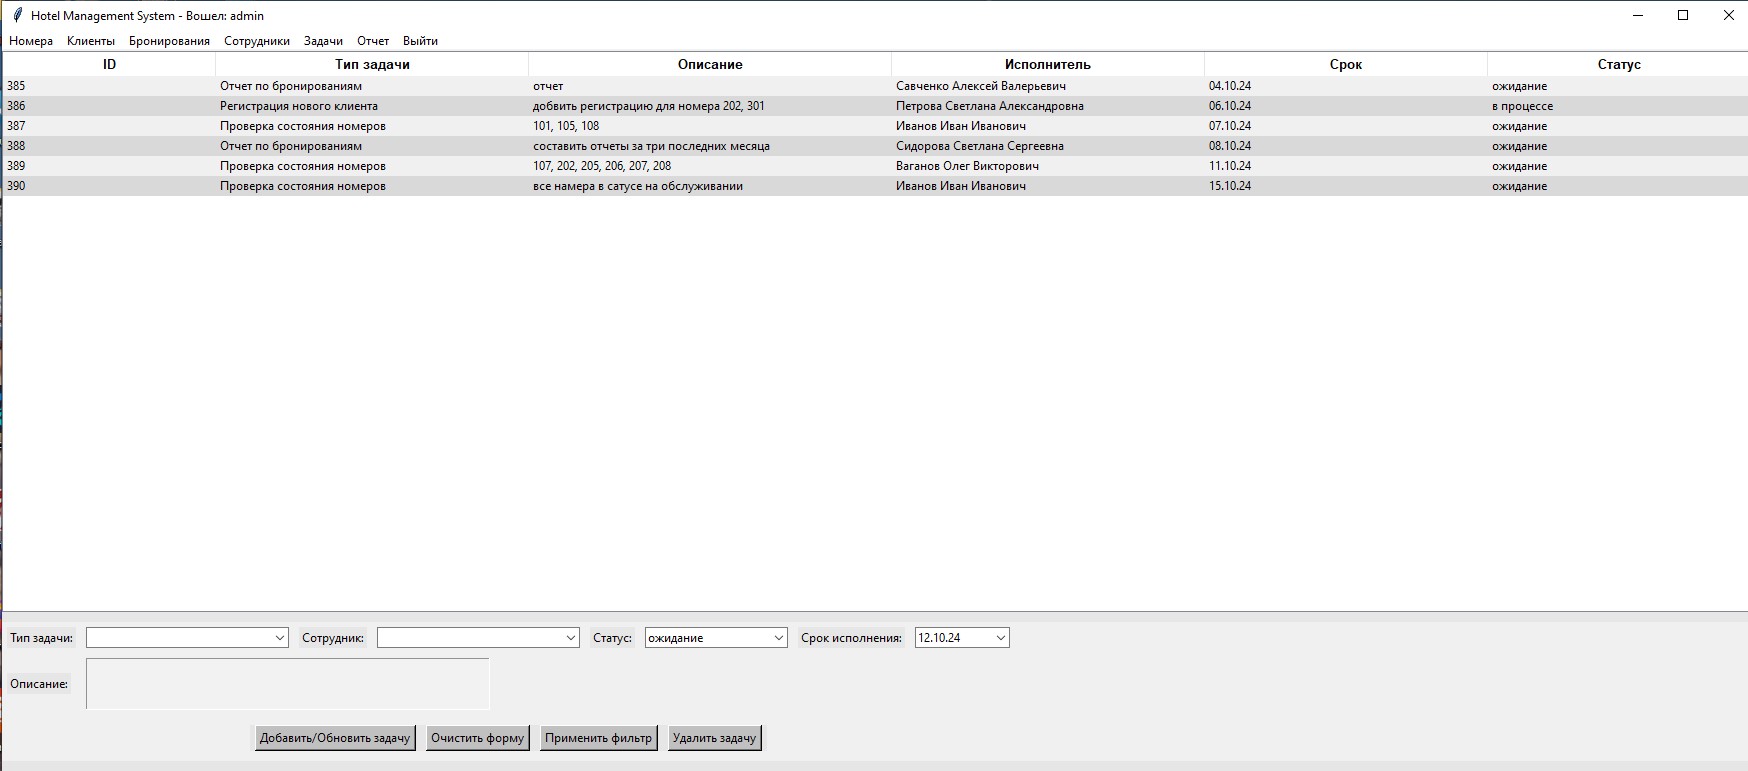 Hotel Management System - Вошел: admin
Номера Клиенты Бронирования Сотрудники Задачи Отчет Выйти
ID Тип задачи Описание Исполнитель Срок Статус
385 Отчет по бронированиям отчет Савченко Алексей Валерьевич 04.10.24 ожидание
386 Регистрация нового клиента добвить регистрацию для номера 202, 301 Петрова Светлана Александровна 06.10.24 в процессе
387 Проверка состояния номеров 101, 105, 108 Иванов Иван Иванович 07.10.24 ожидание
388 Отчет по бронированиям составить отчеты за три последних месяца Сидорова Светлана Сергеевна 08.10.24 ожидание
389 Проверка состояния номеров 107, 202, 205, 206, 207, 208 Ваганов Олег Викторович 11.10.24 ожидание
390 Проверка состояния номеров все намера в сатусе на обслуживании Иванов Иван Иванович 15.10.24 ожидание
Тип задачи: Сотрудник: Статус: ожидание Срок исполнения: 12.10.24
Описание:
Добавить/Обновить задачу Очистить форму Применить фильтр Удалить задачу